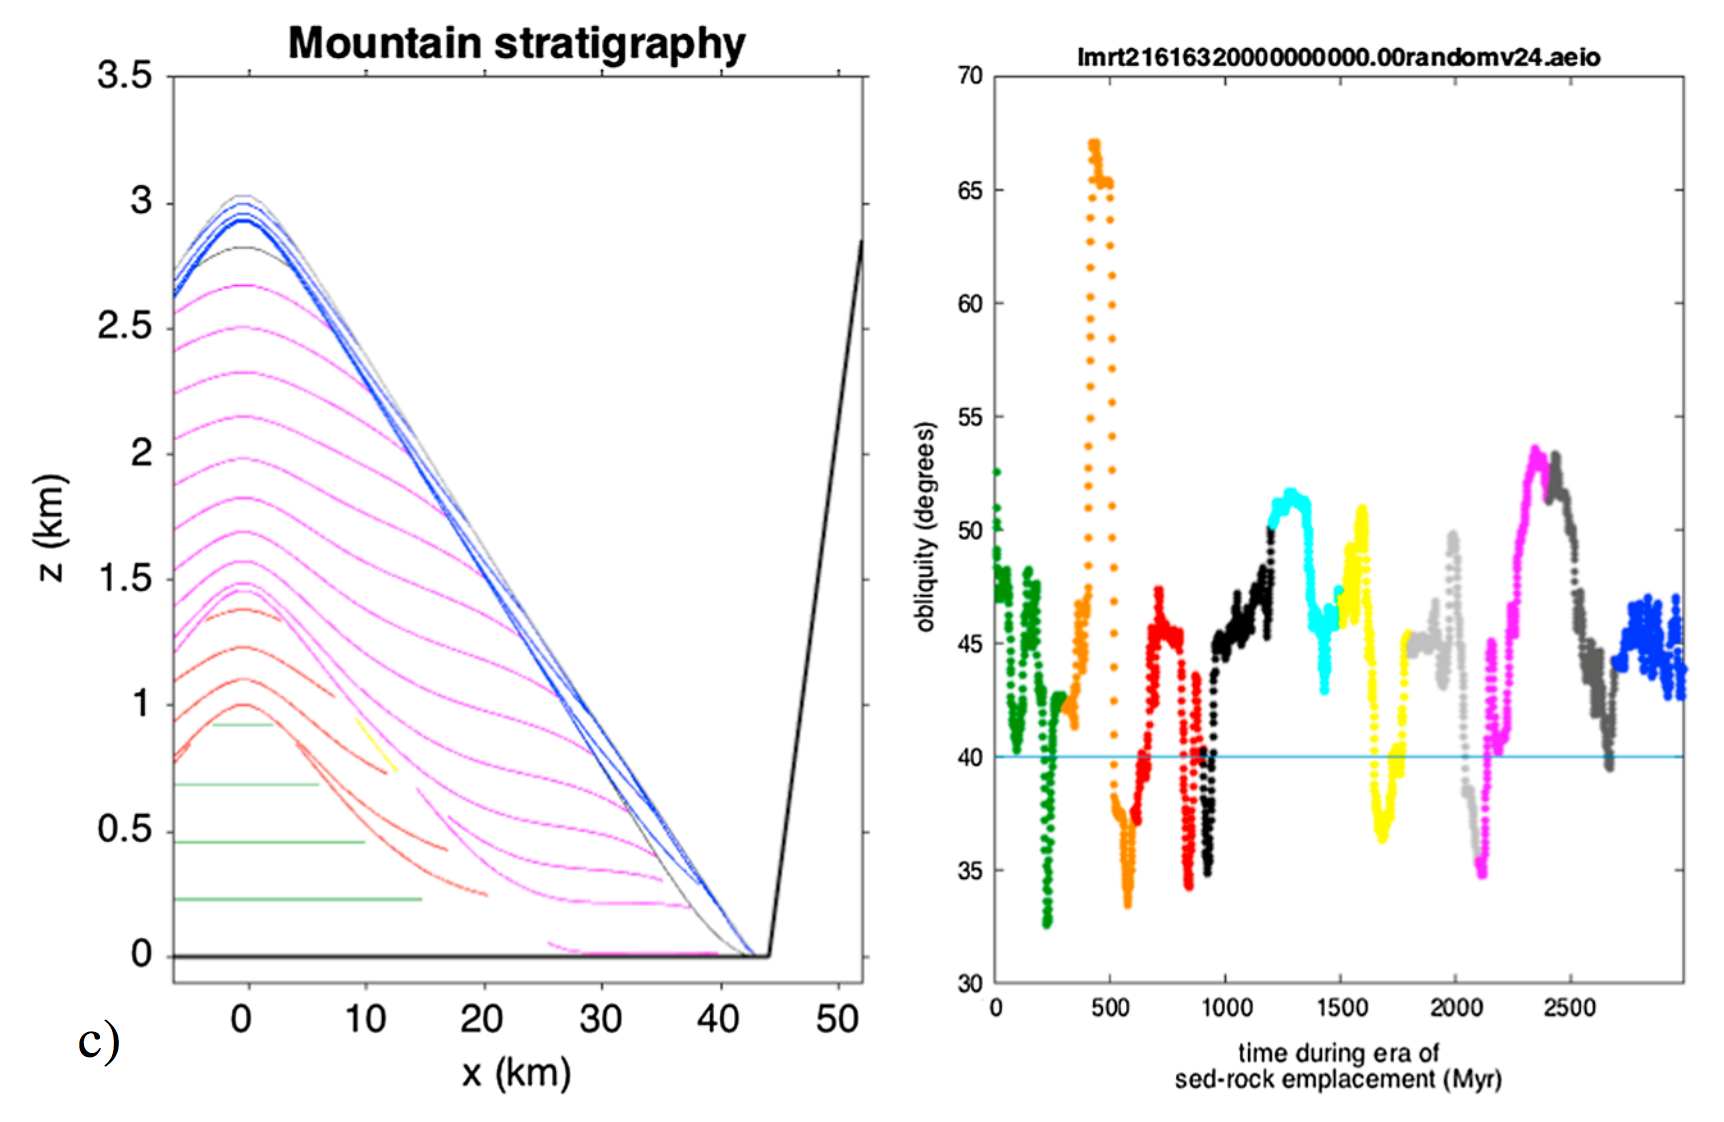 Mountain stratigraphy
3.5
3
2.5
2
1.5
1
0.5
0
z (km)
0 10 20 30 40 50
x (km)
c)
lmrt21616320000000000.00randomv24.aeio
70
65
60
55
50
45
40
35
30
obliquity (degrees)
0 500 1000 1500 2000 2500
time during era of
sed-rock emplacement (Myr)